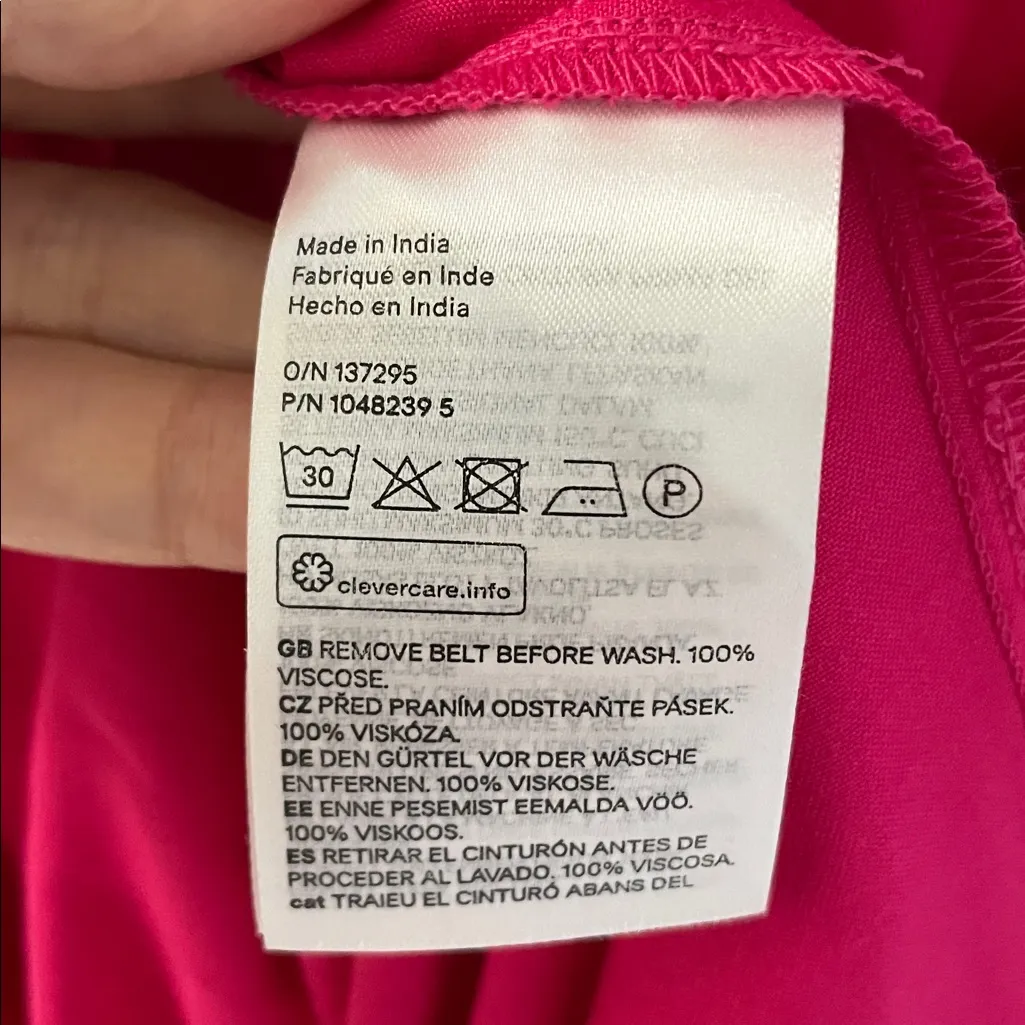 Made in India
Fabriqué en Inde
Hecho en India
O/N 137295
P/N 1048239 5
30
P
clevercare.info
GB REMOVE BELT BEFORE WASH. 100%
VISCOSE.
CZ PŘED PRANÍM ODSTRAŇTE PÁSEK.
100% VISKÓZA.
DE DEN GÜRTEL VOR DER WÄSCHE
ENTFERNEN. 100% VISKOSE.
EE ENNE PESEMIST EEMALDA VÖÖ.
100% VISKOOS.
ES RETIRAR EL CINTURÓN ANTES DE
PROCEDER AL LAVADO. 100% VISCOSA.
cat TRAIEU EL CINTURÓ ABANS DEL